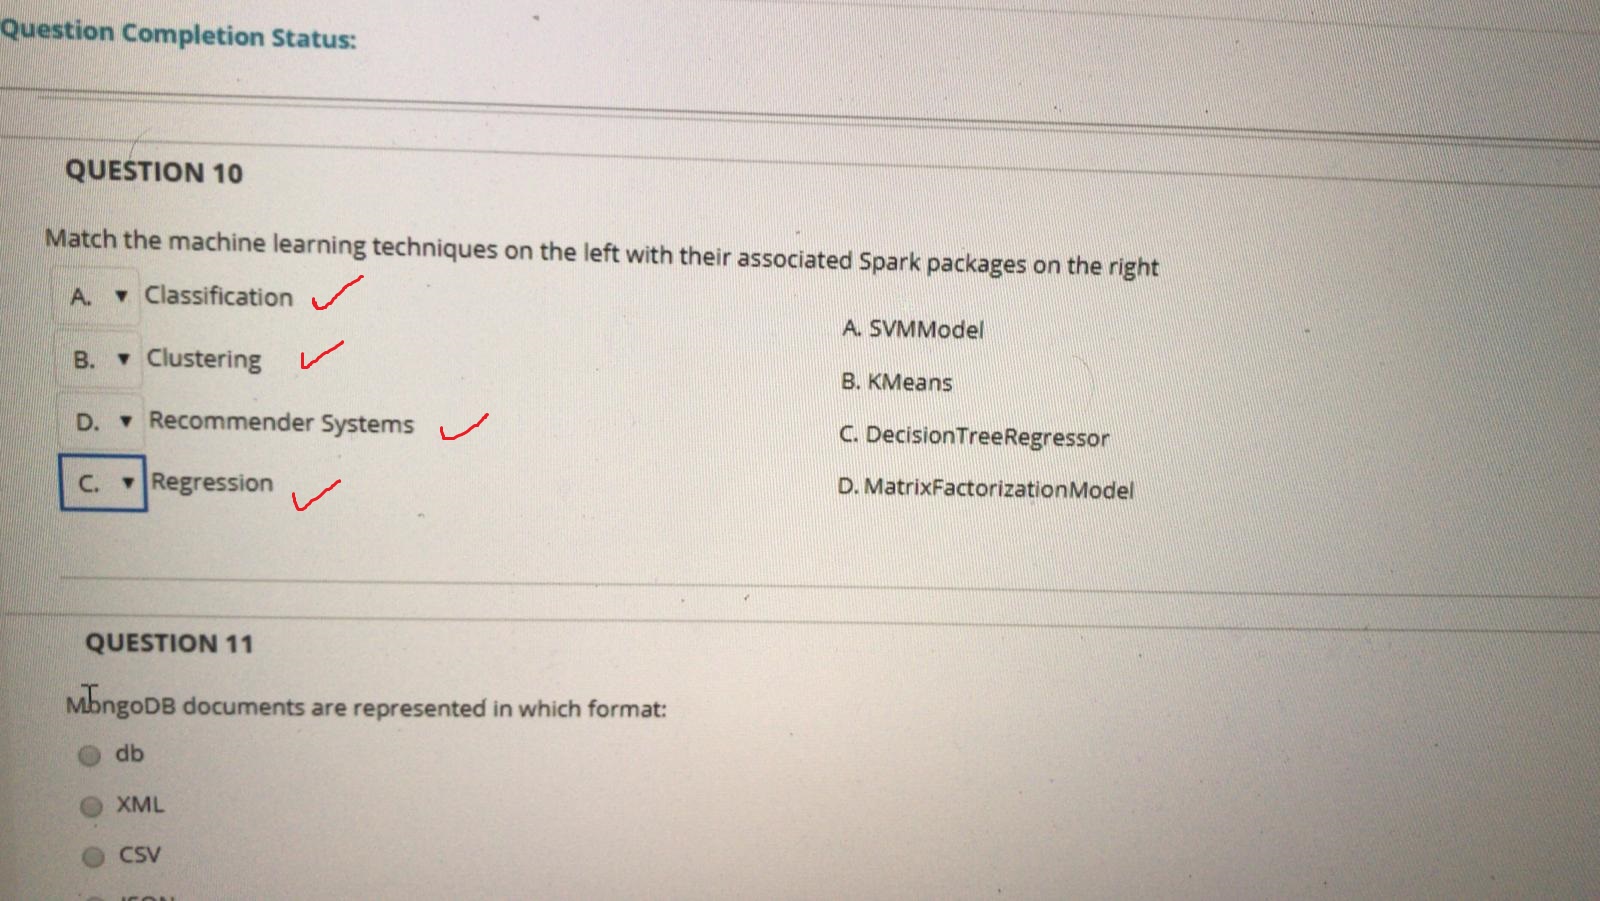 Question Completion Status:
QUESTION 10
Match the machine learning techniques on the left with their associated Spark packages on the right
A. ▼ Classification
B. ▼ Clustering
D. ▼ Recommender Systems
C. ▼ Regression
A. SVMModel
B. KMeans
C. DecisionTreeRegressor
D. MatrixFactorizationModel
QUESTION 11
MongoDB documents are represented in which format:
db
XML
CSV
JSON